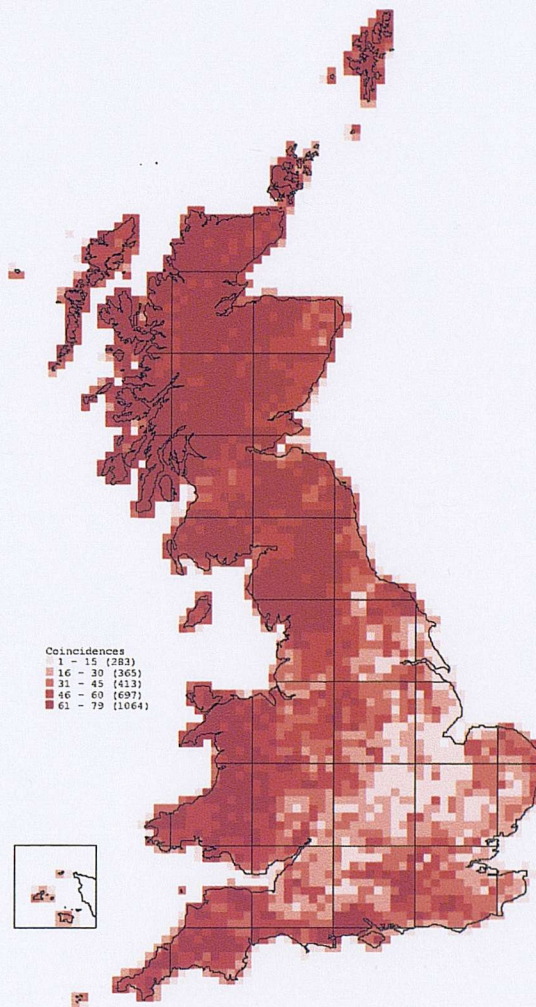 Coincidences
1 - 15 (283)
16 - 30 (365)
31 - 45 (413)
46 - 60 (697)
61 - 79 (1064)